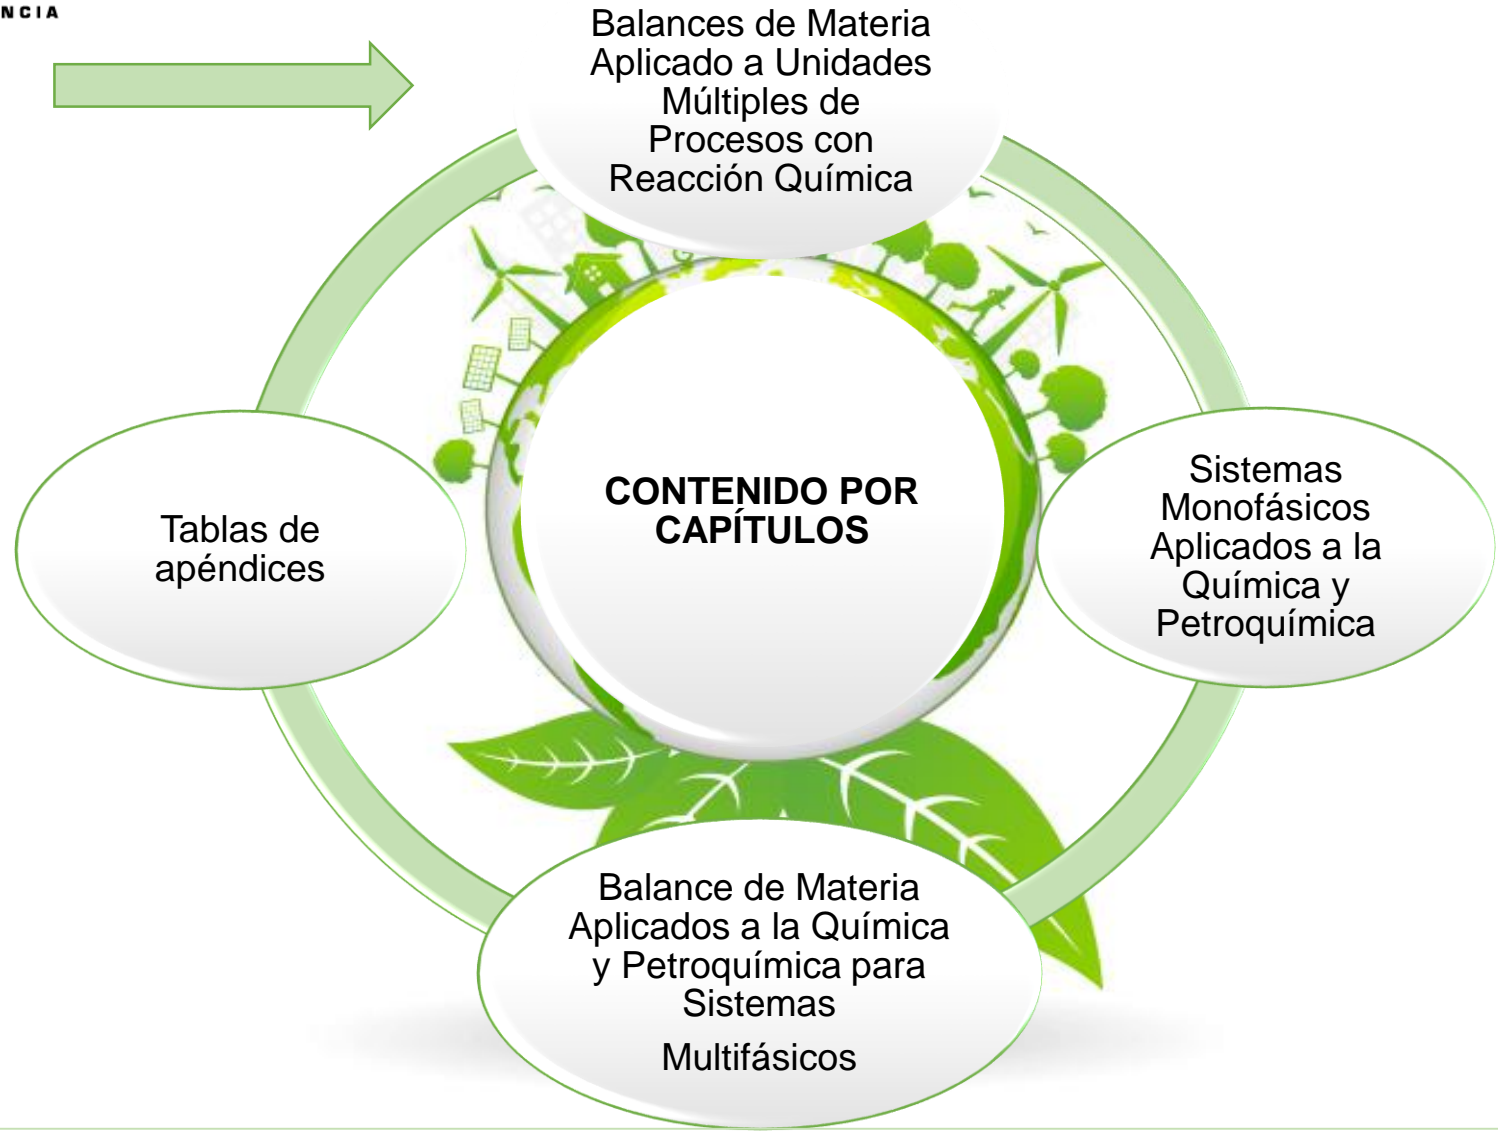 NCIA
Balances de Materia
Aplicado a Unidades
Múltiples de
Procesos con
Reacción Química
CONTENIDO POR
CAPÍTULOS
Sistemas
Monofásicos
Aplicados a la
Química y
Petroquímica
Tablas de
apéndices
Balance de Materia
Aplicados a la Química
y Petroquímica para
Sistemas
Multifásicos